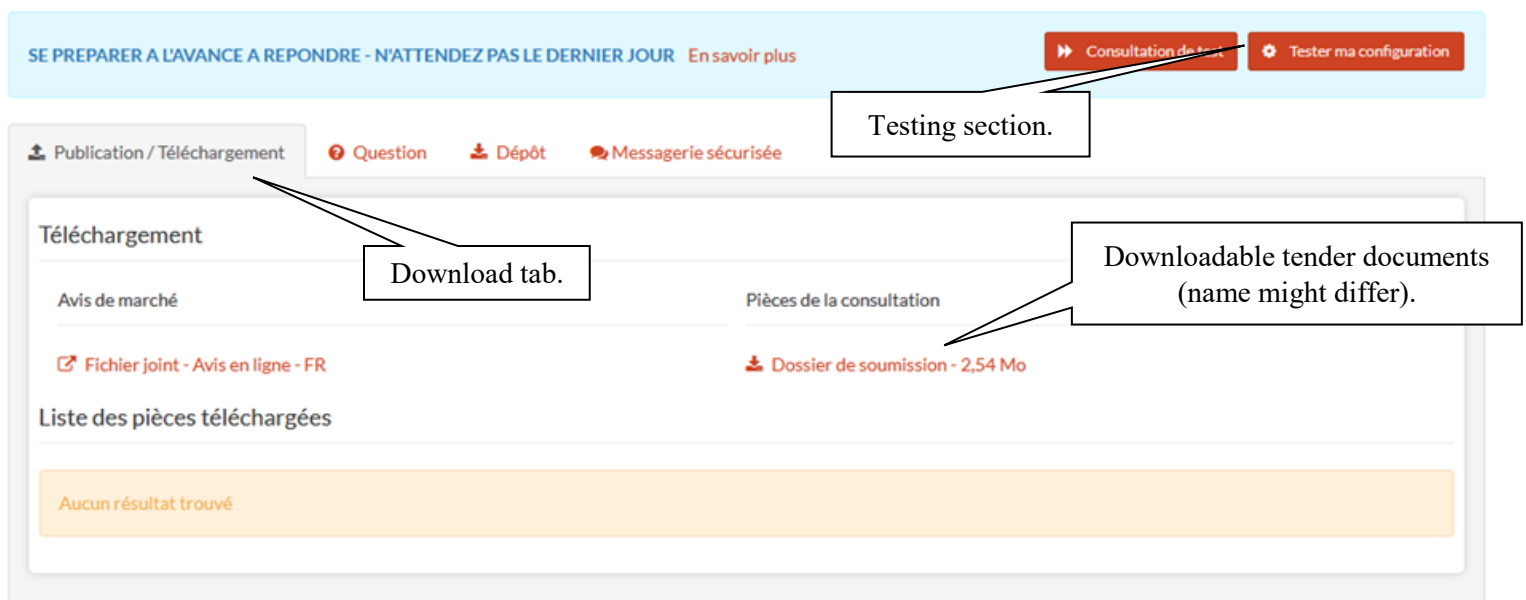 SE PREPARER A L'AVANCE A REPONDRE - N'ATTENDEZ PAS LE DERNIER JOUR En savoir plus
Consultation de test
Tester ma configuration
Testing section.
Publication / Téléchargement
Question
Dépôt
Messagerie sécurisée
Téléchargement
Download tab.
Downloadable tender documents
(name might differ).
Avis de marché
Pièces de la consultation
Fichier joint - Avis en ligne - FR
Dossier de soumission - 2,54 Mo
Liste des pièces téléchargées
Aucun résultat trouvé